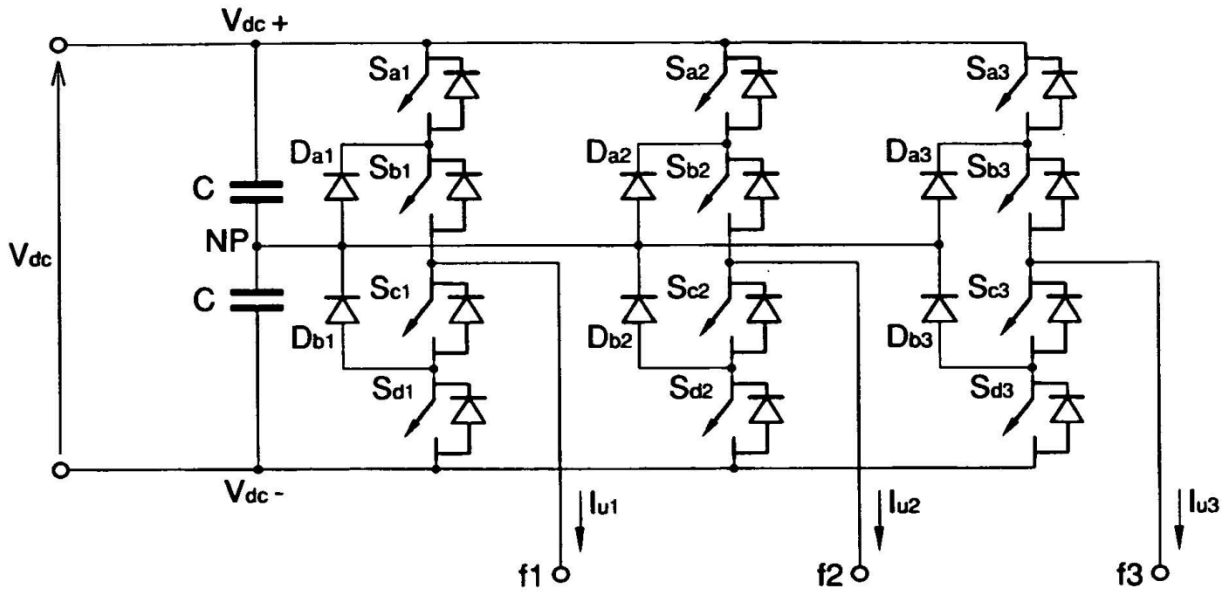 Vdc +
Sa1 Sa2 Sa3
Da1 Sb1 Da2 Sb2 Da3 Sb3
C
NP
Vdc
C
Sc1 Sc2 Sc3
Db1 Db2 Db3
Sd1 Sd2 Sd3
Vdc -
Iu1 Iu2 Iu3
f1 f2 f3